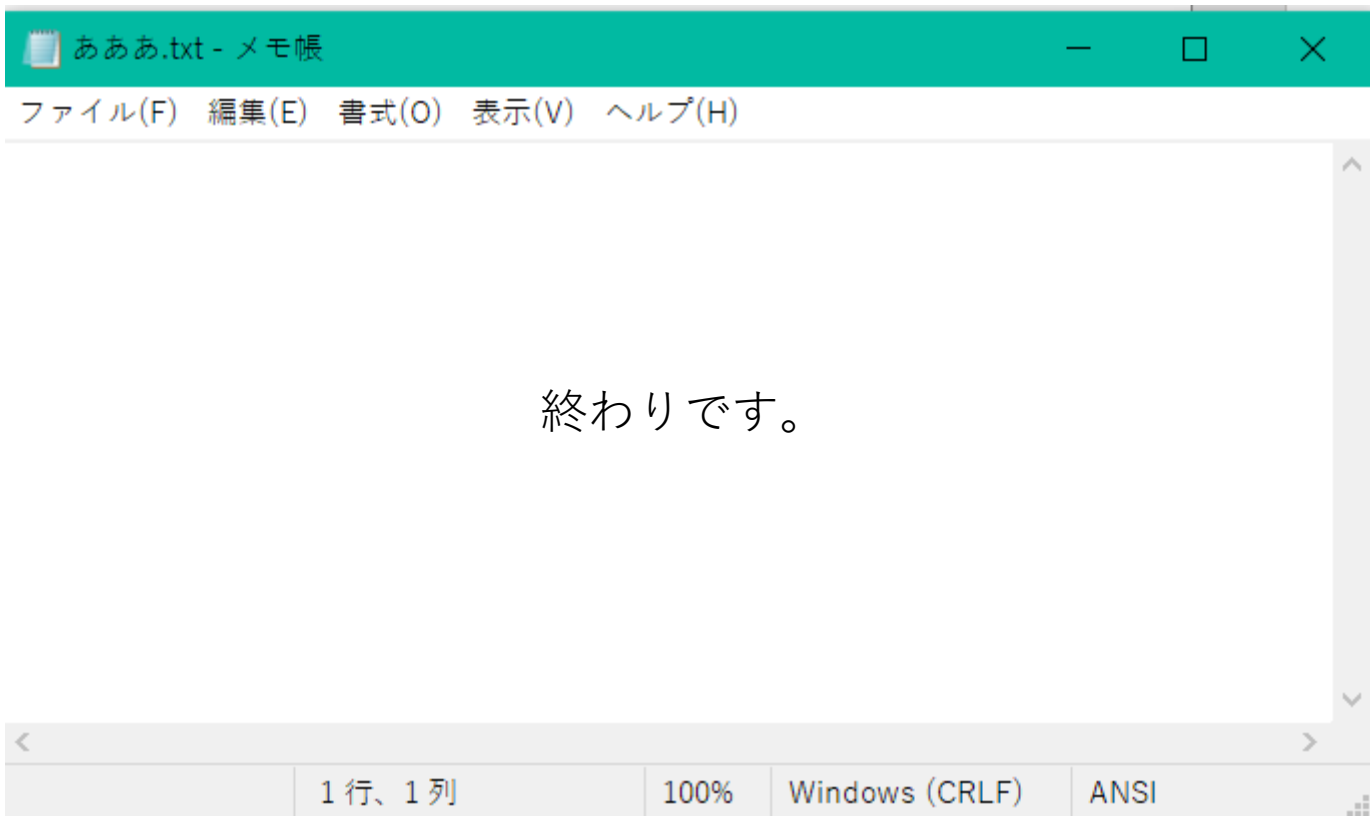 あああ.txt - メモ帳
ファイル(F) 編集(E) 書式(O) 表示(V) ヘルプ(H)
終わりです。
1 行、1 列 100% Windows (CRLF) ANSI